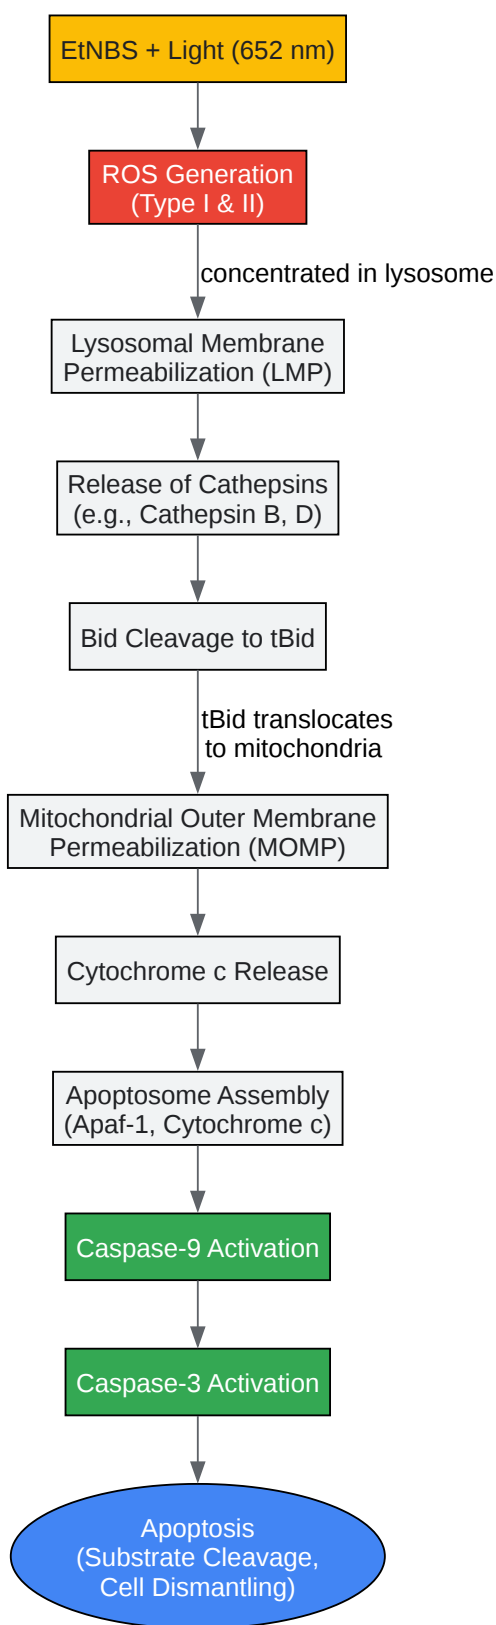 EtNBS + Light (652 nm)
ROS Generation
(Type I & II)
concentrated in lysosome
Lysosomal Membrane
Permeabilization (LMP)
Release of Cathepsins
(e.g., Cathepsin B, D)
Bid Cleavage to tBid
tBid translocates
to mitochondria
Mitochondrial Outer Membrane
Permeabilization (MOMP)
Cytochrome c Release
Apoptosome Assembly
(Apaf-1, Cytochrome c)
Caspase-9 Activation
Caspase-3 Activation
Apoptosis
(Substrate Cleavage,
Cell Dismantling)